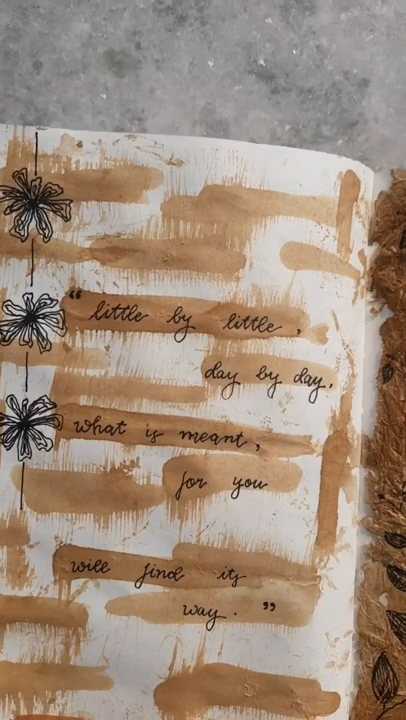 “ little by little ,
day by day,
what is meant ,
for you
will find its
way . ”